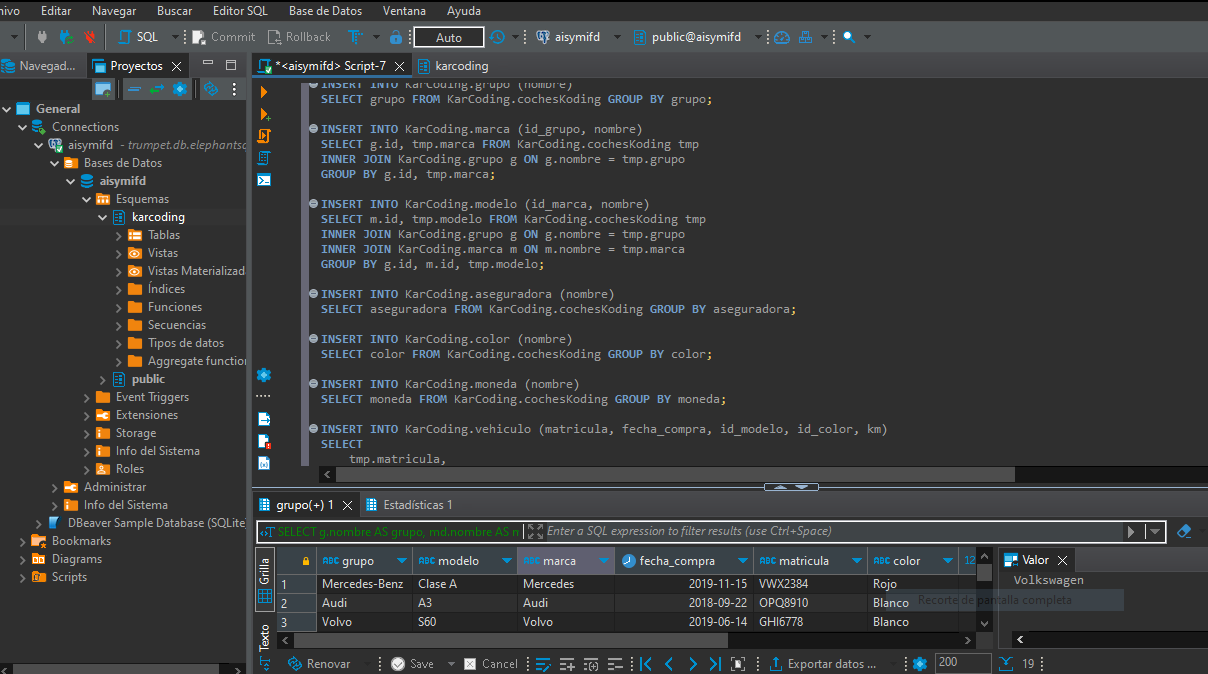 nivo Editar Navegar Buscar Editor SQL Base de Datos Ventana Ayuda
SQL Commit Rollback Auto aisymifd public@aisymifd
Navegad... Proyectos
*<aisymifd> Script-7 karcoding
General
Connections
aisymifd - trumpet.db.elephantsq
Bases de Datos
aisymifd
Esquemas
karcoding
Tablas
Vistas
Vistas Materializad
Índices
Funciones
Secuencias
Tipos de datos
Aggregate function
public
Event Triggers
Extensiones
Storage
Info del Sistema
Roles
Administrar
Info del Sistema
DBeaver Sample Database (SQLite
Bookmarks
Diagrams
Scripts
INSERT INTO KarCoding.grupo (nombre)
SELECT grupo FROM KarCoding.cochesKoding GROUP BY grupo;
INSERT INTO KarCoding.marca (id_grupo, nombre)
SELECT g.id, tmp.marca FROM KarCoding.cochesKoding tmp
INNER JOIN KarCoding.grupo g ON g.nombre = tmp.grupo
GROUP BY g.id, tmp.marca;
INSERT INTO KarCoding.modelo (id_marca, nombre)
SELECT m.id, tmp.modelo FROM KarCoding.cochesKoding tmp
INNER JOIN KarCoding.grupo g ON g.nombre = tmp.grupo
INNER JOIN KarCoding.marca m ON m.nombre = tmp.marca
GROUP BY g.id, m.id, tmp.modelo;
INSERT INTO KarCoding.aseguradora (nombre)
SELECT aseguradora FROM KarCoding.cochesKoding GROUP BY aseguradora;
INSERT INTO KarCoding.color (nombre)
SELECT color FROM KarCoding.cochesKoding GROUP BY color;
INSERT INTO KarCoding.moneda (nombre)
SELECT moneda FROM KarCoding.cochesKoding GROUP BY moneda;
INSERT INTO KarCoding.vehiculo (matricula, fecha_compra, id_modelo, id_color, km)
SELECT
tmp.matricula,
grupo(+) 1 Estadísticas 1
SELECT g.nombre AS grupo, md.nombre AS n Enter a SQL expression to filter results (use Ctrl+Space)
Grilla
Texto
ABC grupo ABC modelo ABC marca fecha_compra ABC matricula ABC color 12
1 Mercedes-Benz Clase A Mercedes 2019-11-15 VWX2384 Rojo
2 Audi A3 Audi 2018-09-22 OPQ8910 Blanco
3 Volvo S60 Volvo 2019-06-14 GHI6778 Blanco
Valor
Volkswagen
Recorte de pantalla completa
Renovar Save Cancel Exportar datos ... 200 19